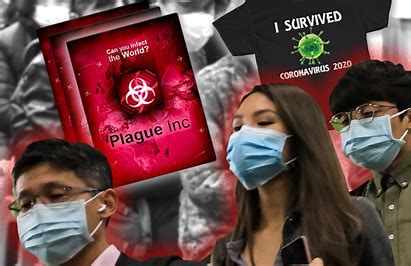 Can you infect
the World?
Plague Inc
I SURVIVED
CORONAVIRUS 2020